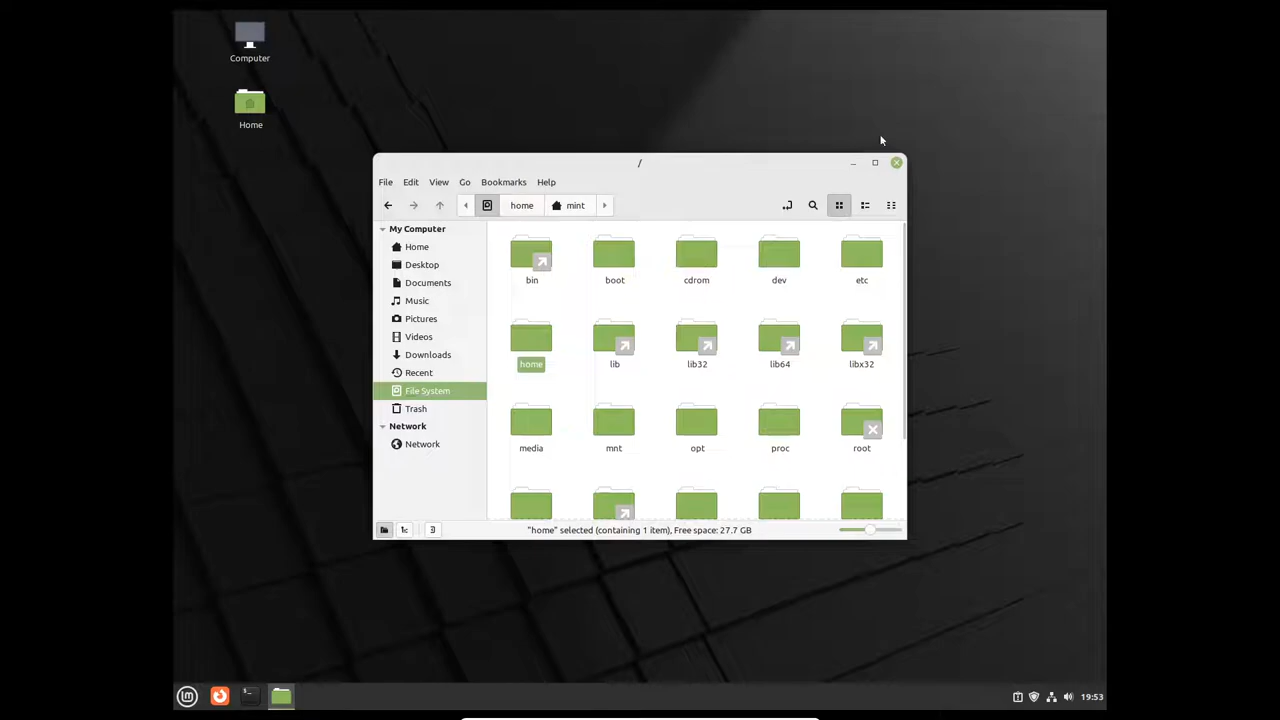 Computer
Home
/
File Edit View Go Bookmarks Help
home mint
My Computer
Home
Desktop
Documents
Music
Pictures
Videos
Downloads
Recent
File System
Trash
Network
Network
bin boot cdrom dev etc
home lib lib32 lib64 libx32
media mnt opt proc root
"home" selected (containing 1 item), Free space: 27.7 GB
19:53